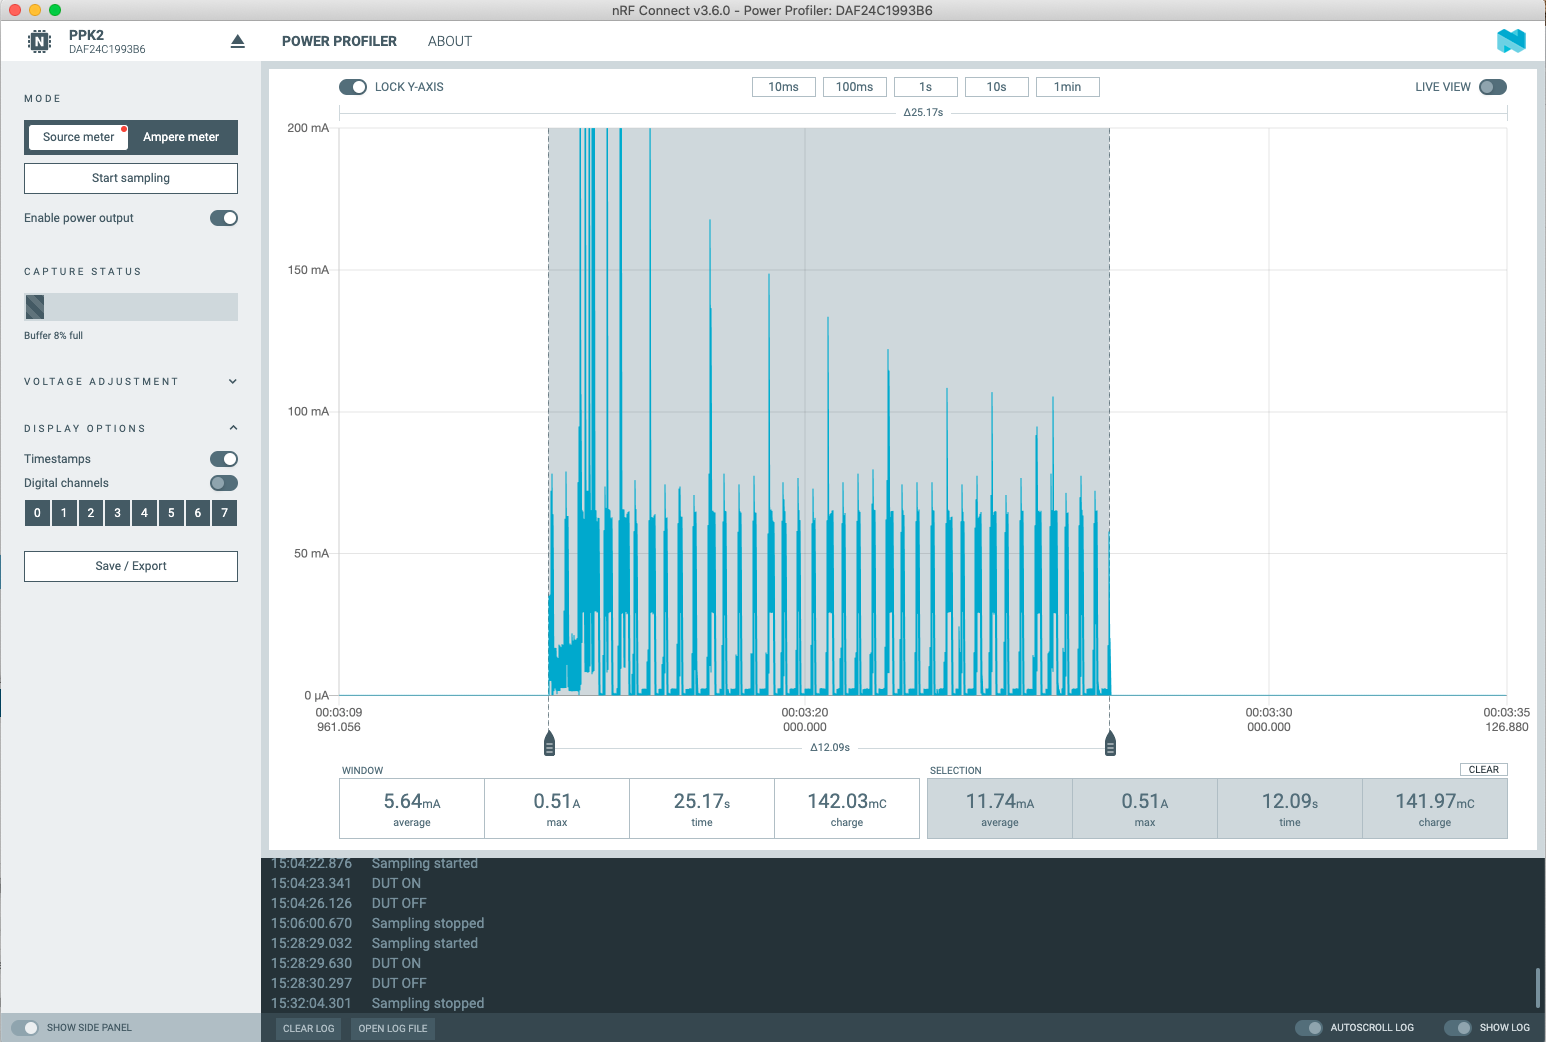 nRF Connect v3.6.0 - Power Profiler: DAF24C1993B6
N
PPK2
DAF24C1993B6
POWER PROFILER
ABOUT
MODE
Source meter
Ampere meter
Start sampling
Enable power output
CAPTURE STATUS
Buffer 8% full
VOLTAGE ADJUSTMENT
DISPLAY OPTIONS
Timestamps
Digital channels
0 1 2 3 4 5 6 7
Save / Export
SHOW SIDE PANEL
LOCK Y-AXIS
10ms 100ms 1s 10s 1min
LIVE VIEW
Δ25.17s
200 mA
150 mA
100 mA
50 mA
0 µA
00:03:09 00:03:20 00:03:30 00:03:35
961.056 000.000 000.000 126.880
Δ12.09s
WINDOW
5.64mA 0.51A 25.17s 142.03mC
average max time charge
SELECTION
CLEAR
11.74mA 0.51A 12.09s 141.97mC
average max time charge
15:04:22.876 Sampling started
15:04:23.341 DUT ON
15:04:26.126 DUT OFF
15:06:00.670 Sampling stopped
15:28:29.032 Sampling started
15:28:29.630 DUT ON
15:28:30.297 DUT OFF
15:32:04.301 Sampling stopped
CLEAR LOG
OPEN LOG FILE
AUTOSCROLL LOG
SHOW LOG